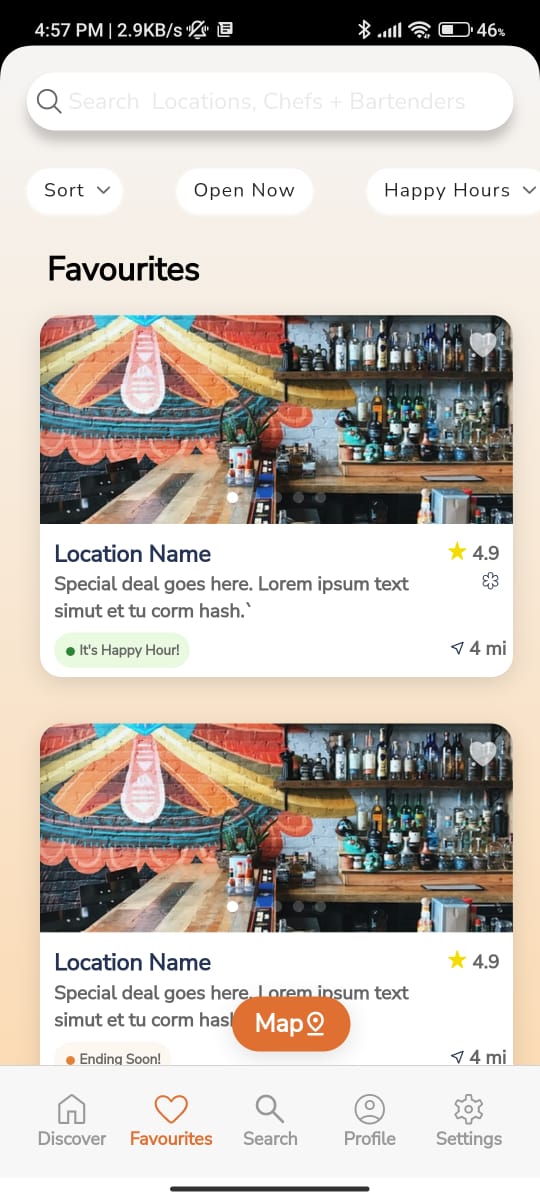 4:57 PM | 2.9KB/s 46%
Search Locations, Chefs + Bartenders
Sort Open Now Happy Hours
Favourites
Location Name 4.9
Special deal goes here. Lorem ipsum text
simut et tu corm hash.`
It's Happy Hour! 4 mi
Location Name 4.9
Special deal goes here. Lorem ipsum text
simut et tu corm hasl
Map
Ending Soon! 4 mi
Discover Favourites Search Profile Settings